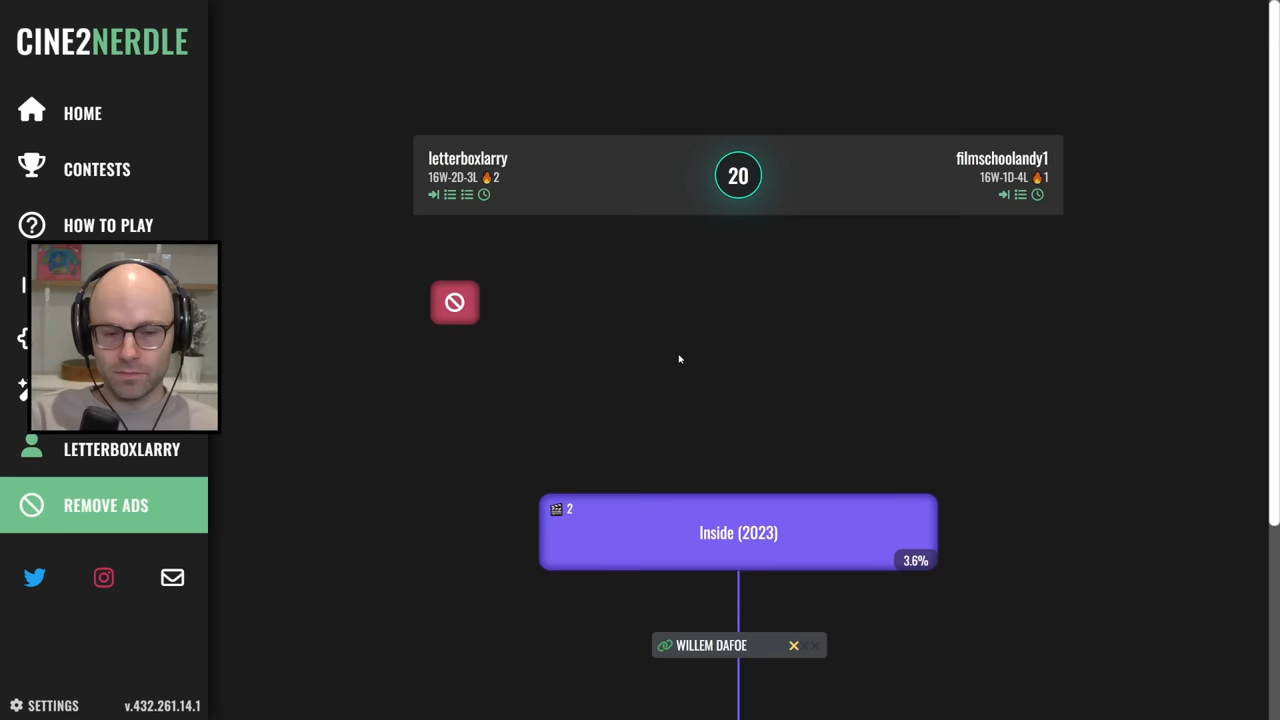 CINE2NERDLE
HOME
CONTESTS
HOW TO PLAY
LETTERBOXLARRY
REMOVE ADS
SETTINGS
v.432.261.14.1
letterboxlarry
16W-2D-3L 🔥2
20
filmschoolandy1
16W-1D-4L 🔥1
2
Inside (2023)
3.6%
WILLEM DAFOE